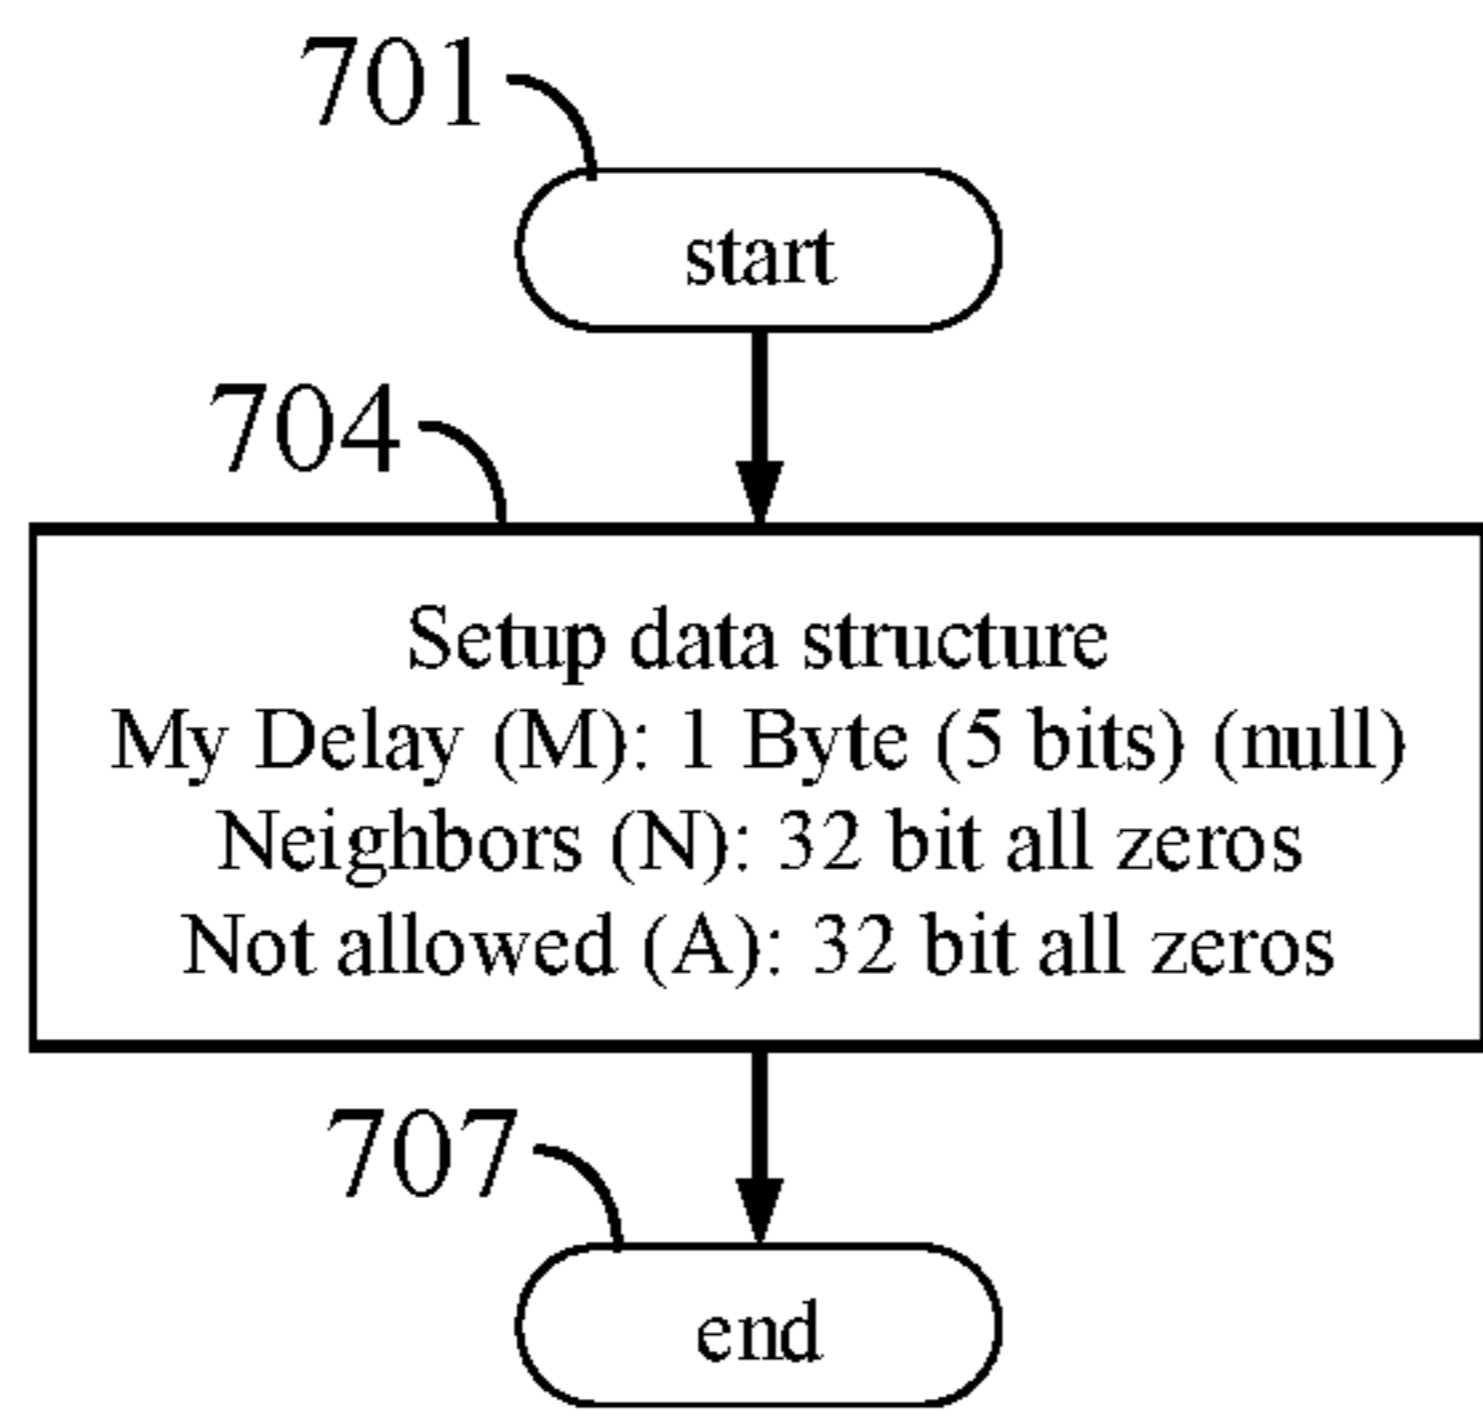 701
start
704
Setup data structure
My Delay (M): 1 Byte (5 bits) (null)
Neighbors (N): 32 bit all zeros
Not allowed (A): 32 bit all zeros
707
end